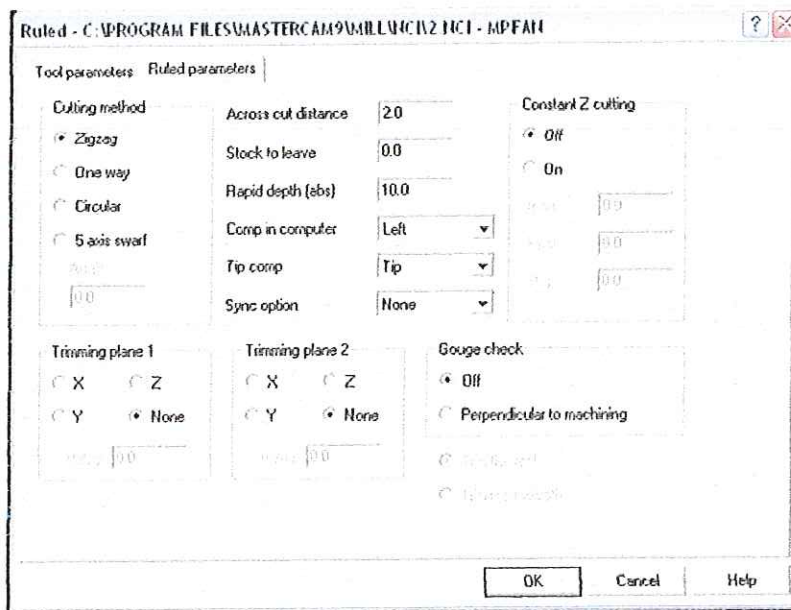 Ruled - C:\PROGRAM FILES\MASTERCAM9\MILL\NCI\2 NCI - MPFAN
Tool parameters Ruled parameters
Cutting method
Zigzag
One way
Circular
5 axis swarf
0.0
Across cut distance 2.0
Stock to leave 0.0
Rapid depth (abs) 10.0
Comp in computer Left
Tip comp Tip
Sync option None
Constant Z cutting
Off
On
0.0
0.0
0.0
Trimming plane 1
X Z
Y None
0.0
Trimming plane 2
X Z
Y None
0.0
Gouge check
Off
Perpendicular to machining
OK Cancel Help